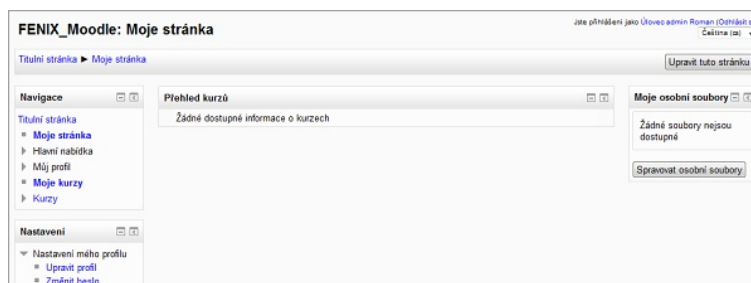 FENIX_Moodle: Moje stránka
Jste přihlášeni jako Úlovec admin Roman (Odhlásit
Čeština (cs)
Titulní stránka ► Moje stránka
Upravit tuto stránku
Navigace
Titulní stránka
Moje stránka
Hlavní nabídka
Můj profil
Moje kurzy
Kurzy
Nastavení
Nastavení mého profilu
Upravit profil
Změnit heslo
Přehled kurzů
Žádné dostupné informace o kurzech
Moje osobní soubory
Žádné soubory nejsou
dostupné
Spravovat osobní soubory